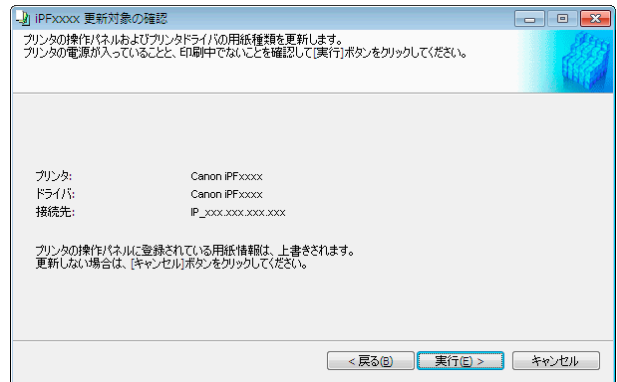 iPFxxxx 更新対象の確認
プリンタの操作パネルおよびプリンタドライバの用紙種類を更新します。
プリンタの電源が入っていることと、印刷中でないことを確認して[実行]ボタンをクリックしてください。
プリンタ: Canon iPFxxxx
ドライバ: Canon iPFxxxx
接続先: IP_xxx.xxx.xxx.xxx
プリンタの操作パネルに登録されている用紙情報は、上書きされます。
更新しない場合は、[キャンセル]ボタンをクリックしてください。
< 戻る(B) 実行(E) > キャンセル